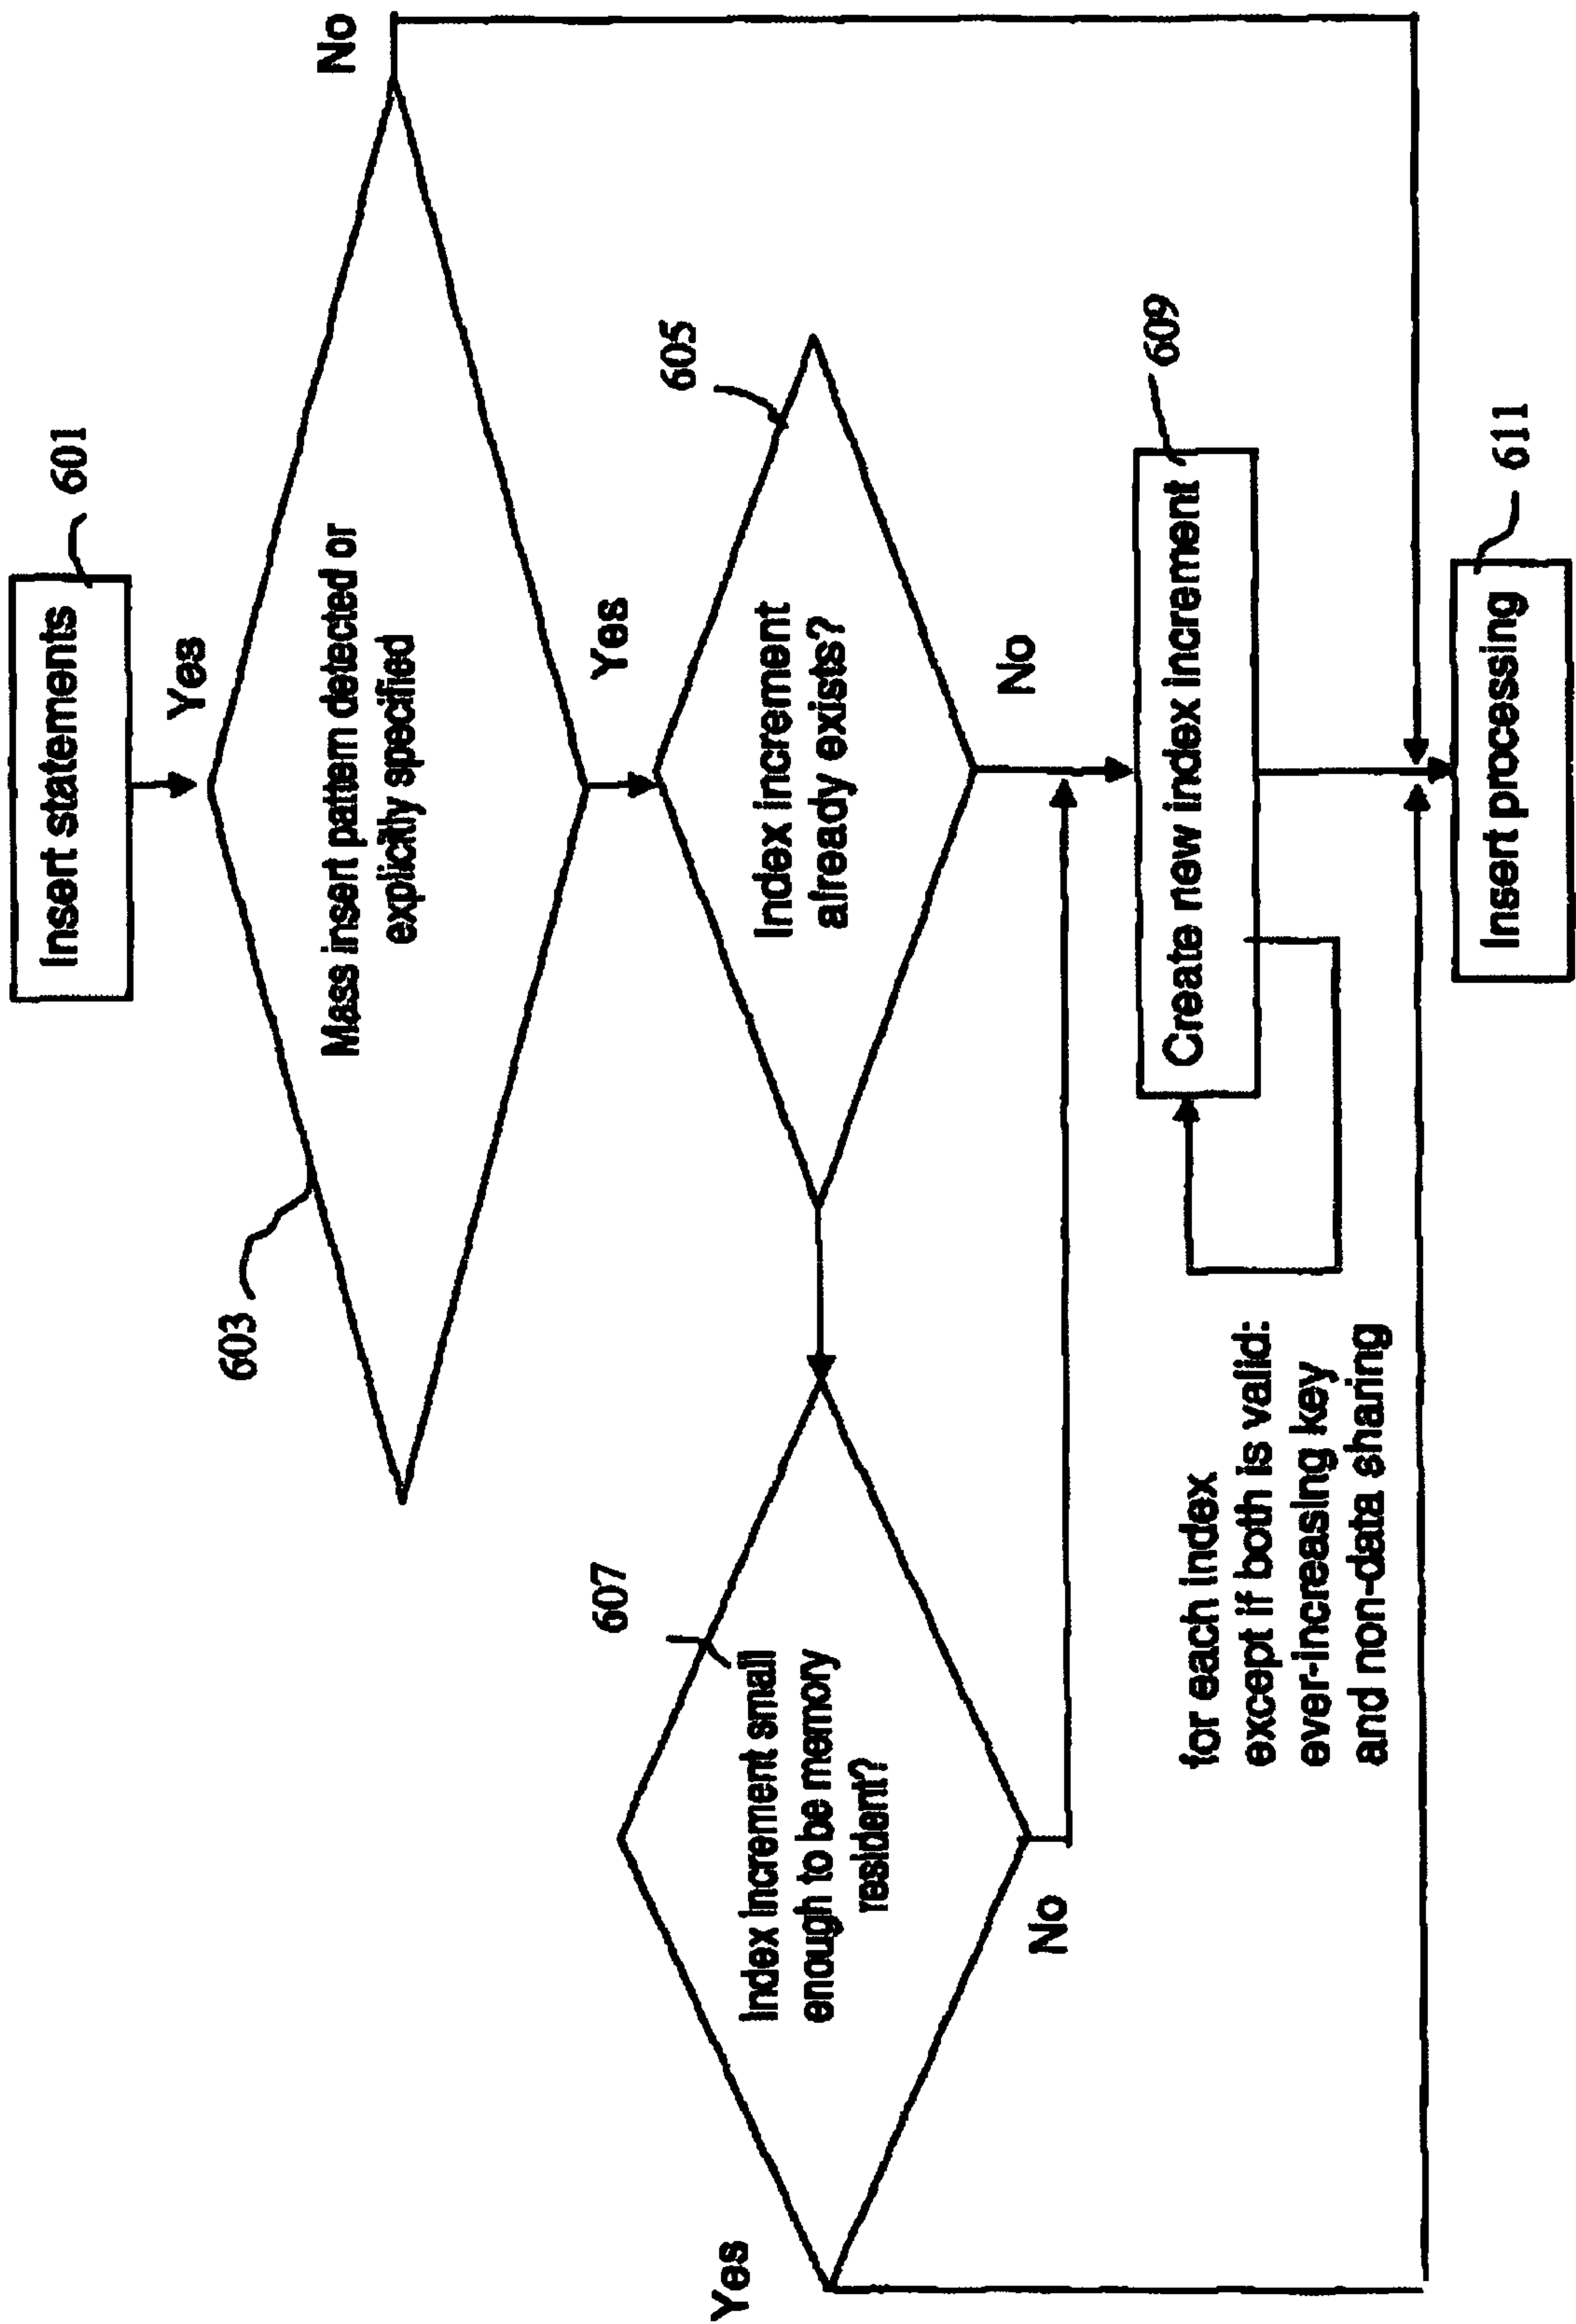 Insert statements
601
Yes
Mass insert pattern detected or
explicitly specified
603
No
Yes
605
Index increment
already exists?
607
Index increment small
enough to be memory
resident?
Yes
No
No
609
Create new index increment
for each index
except if both is valid:
ever-increasing key
and non-data sharing
Insert processing
611